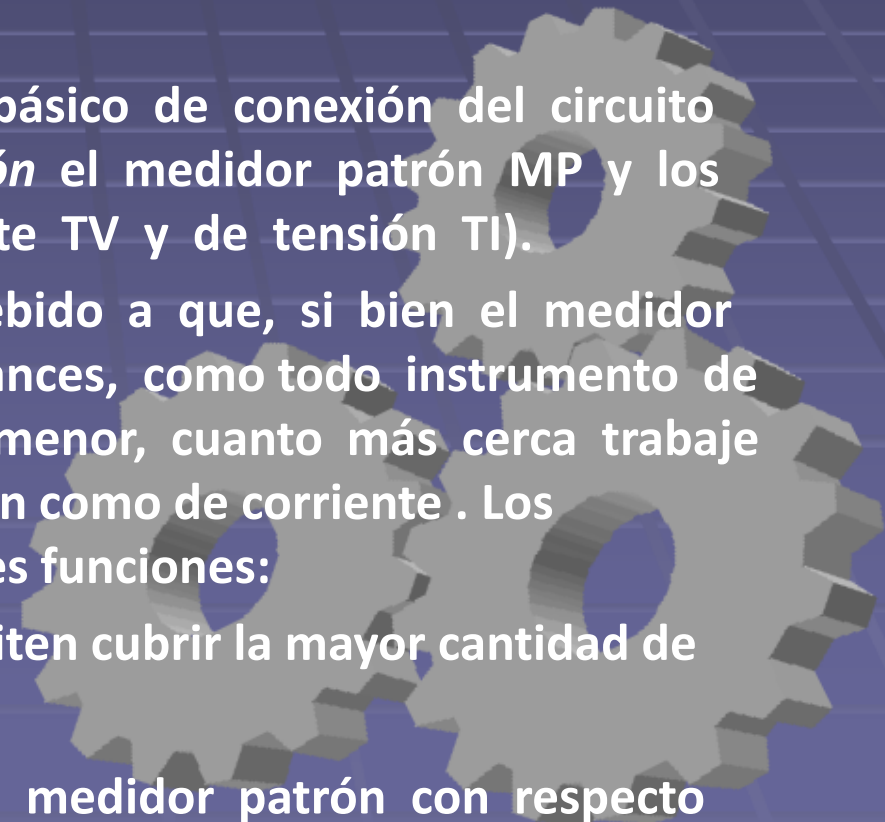 básico de conexión del circuito
ón el medidor patrón MP y los
te TV y de tensión TI).
ebido a que, si bien el medidor
ances, como todo instrumento de
menor, cuanto más cerca trabaje
n como de corriente . Los
es funciones:
iten cubrir la mayor cantidad de
medidor patrón con respecto